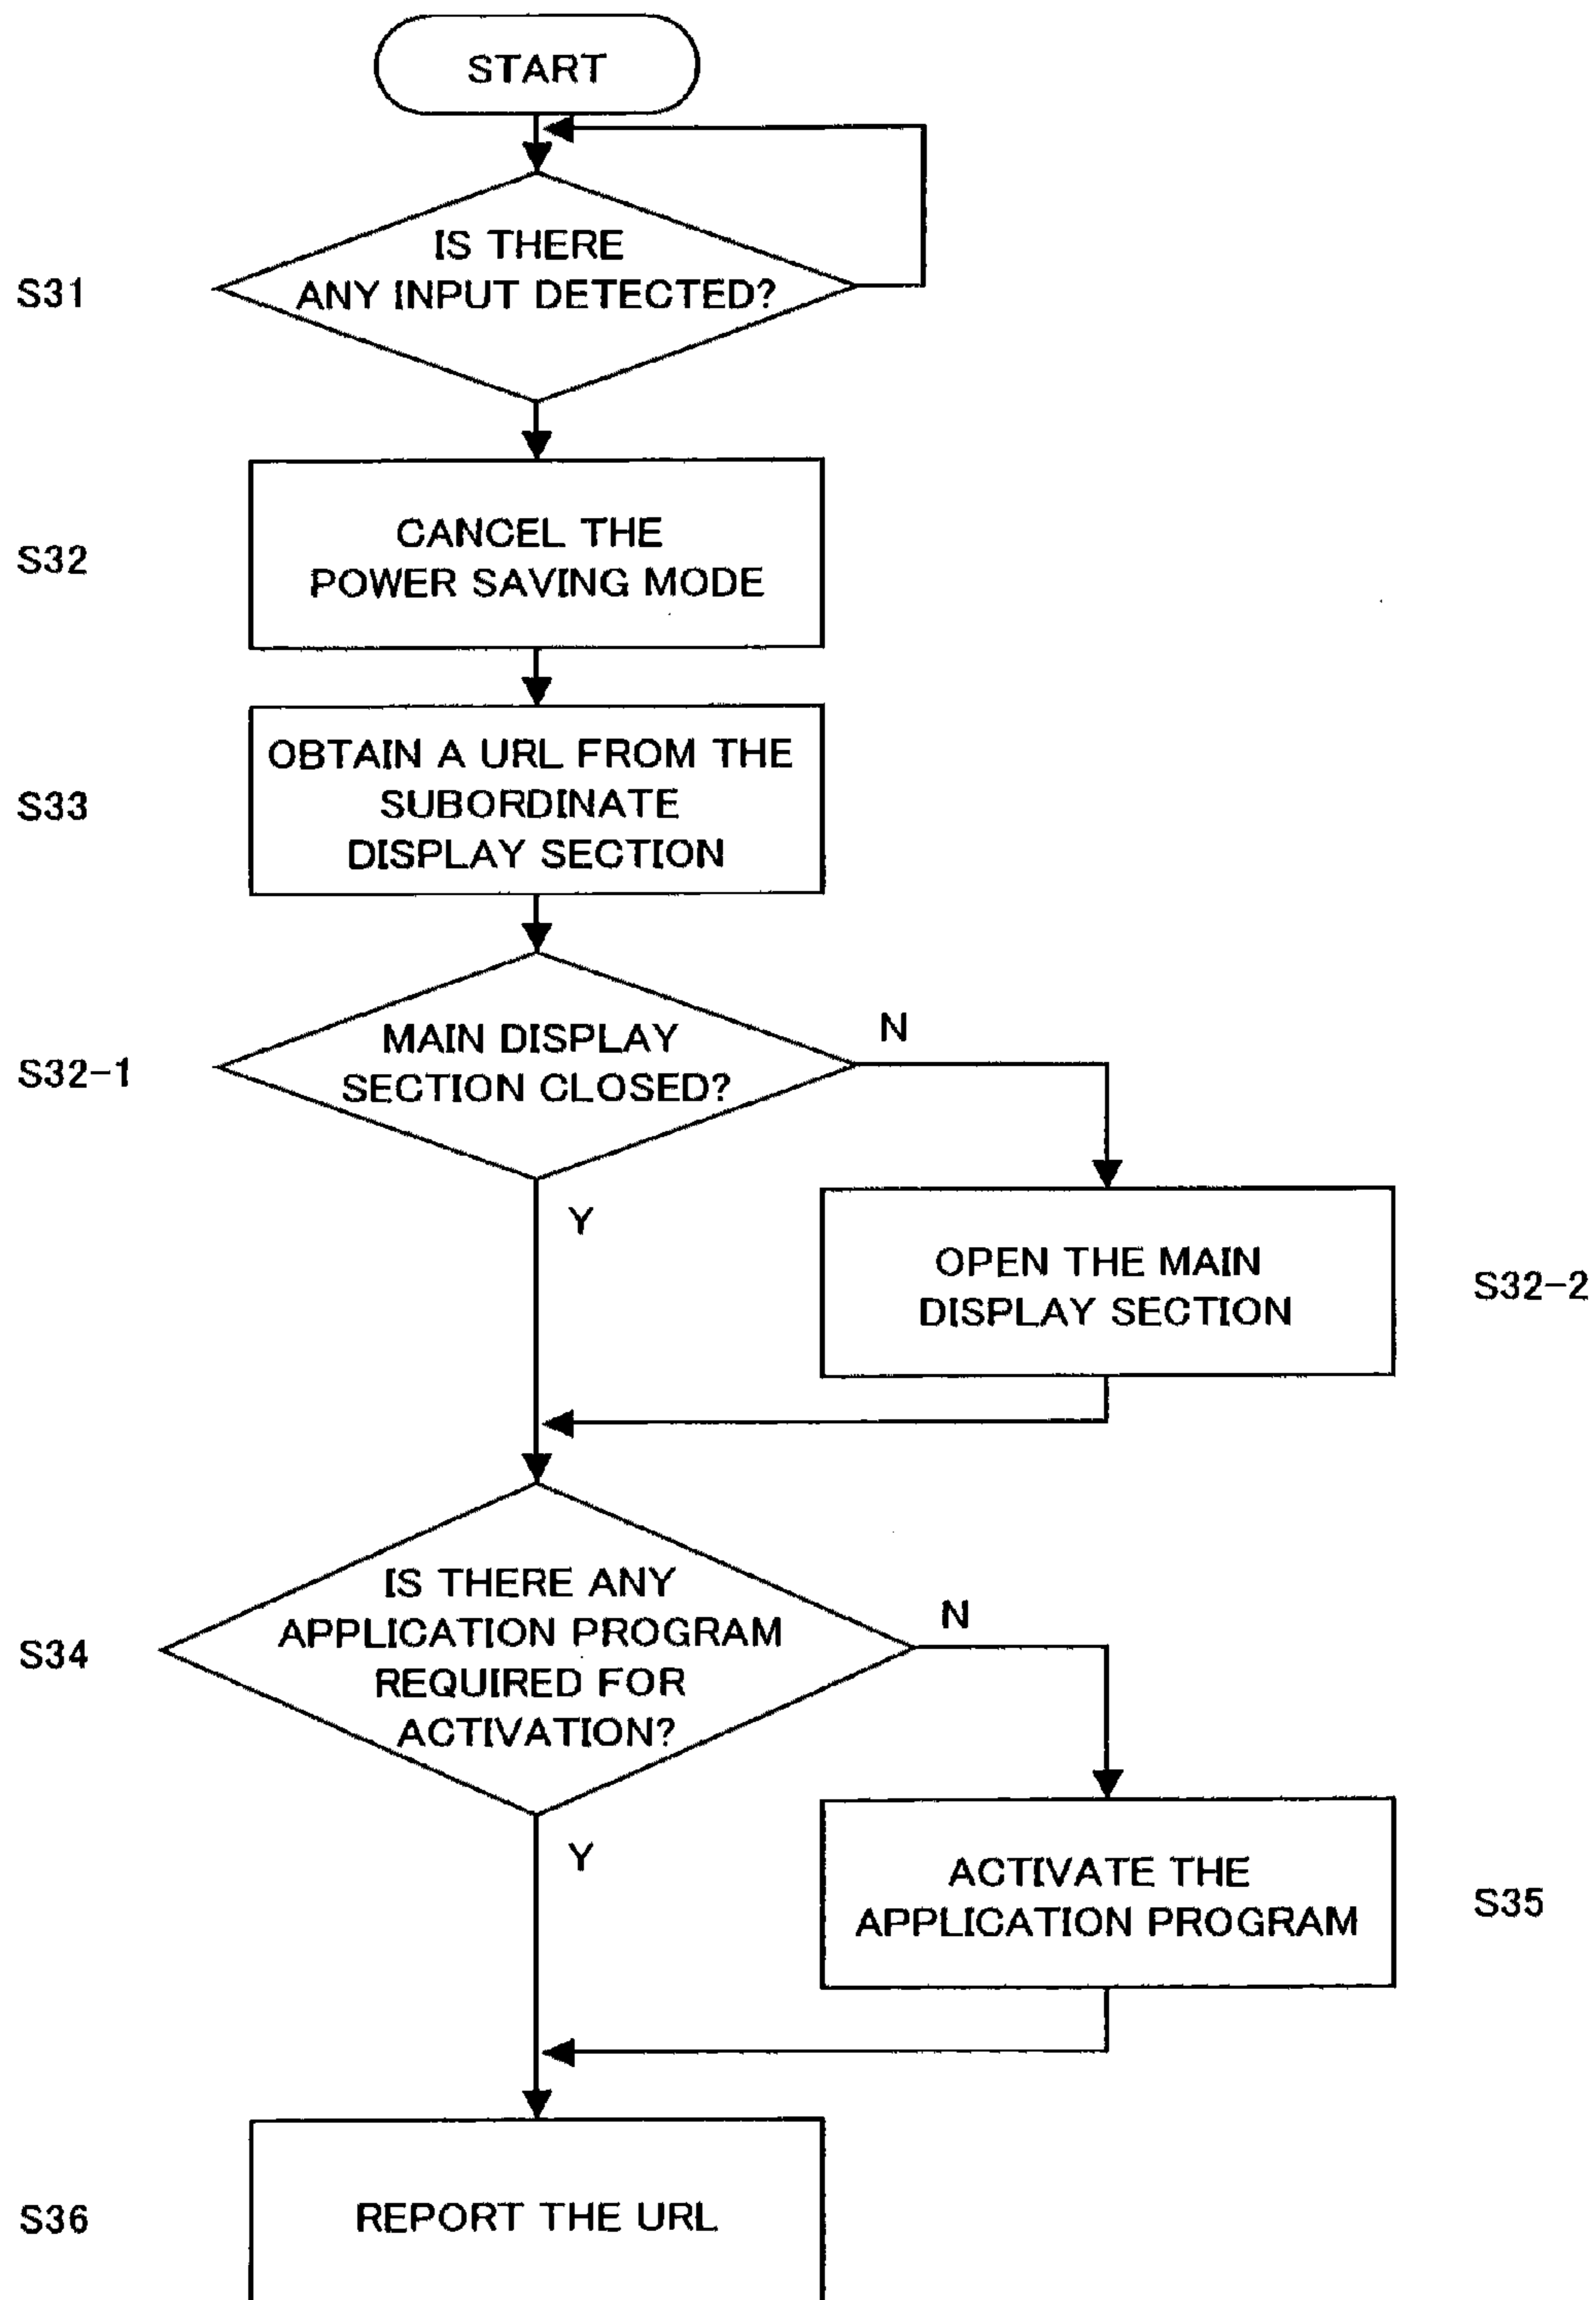 START
IS THERE
ANY INPUT DETECTED?
S31
CANCEL THE
POWER SAVING MODE
S32
OBTAIN A URL FROM THE
SUBORDINATE
DISPLAY SECTION
S33
MAIN DISPLAY
SECTION CLOSED?
S32-1
N
Y
OPEN THE MAIN
DISPLAY SECTION
S32-2
IS THERE ANY
APPLICATION PROGRAM
REQUIRED FOR
ACTIVATION?
S34
N
Y
ACTIVATE THE
APPLICATION PROGRAM
S35
REPORT THE URL
S36